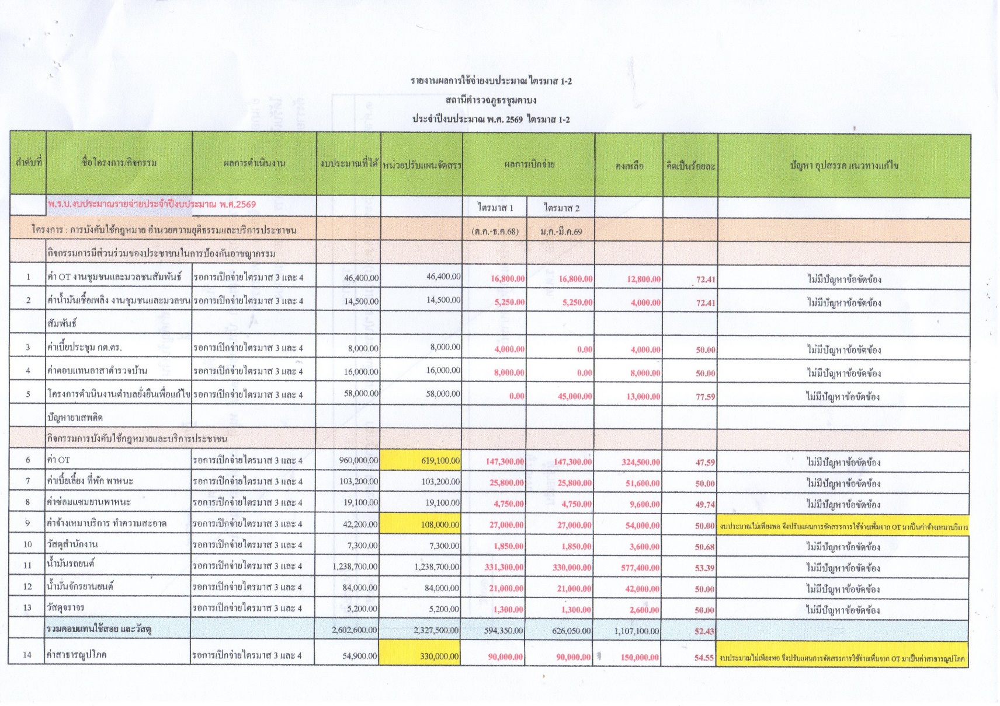 รายงานผลการใช้จ่ายงบประมาณ ไตรมาส 1-2
สถานีตำรวจภูธรชุมตาบง
ประจำปีงบประมาณ พ.ศ. 2569 ไตรมาส 1-2
ลำดับที่ ชื่อโครงการ/กิจกรรม ผลการดำเนินงาน งบประมาณที่ได้ หน่วยปรับแผนจัดสรร ผลการเบิกจ่าย คงเหลือ คิดเป็นร้อยละ ปัญหา อุปสรรค แนวทางแก้ไข
พ.ร.บ.งบประมาณรายจ่ายประจำปีงบประมาณ พ.ศ.2569 ไตรมาส 1 ไตรมาส 2
โครงการ : การบังคับใช้กฎหมาย อำนวยความยุติธรรมและบริการประชาชน (ต.ค.-ธ.ค.68) ม.ค.-มี.ค.69
กิจกรรมการมีส่วนร่วมของประชาชนในการป้องกันอาชญากรรม
1 ค่า OT งานชุมชนและมวลชนสัมพันธ์ รอการเบิกจ่ายไตรมาส 3 และ 4 46,400.00 46,400.00 16,800.00 16,800.00 12,800.00 72.41 ไม่มีปัญหาข้อขัดข้อง
2 ค่าน้ำมันเชื้อเพลิง งานชุมชนและมวลชน รอการเบิกจ่ายไตรมาส 3 และ 4 14,500.00 14,500.00 5,250.00 5,250.00 4,000.00 72.41 ไม่มีปัญหาข้อขัดข้อง
สัมพันธ์
3 ค่าเบี้ยประชุม กต.ตร. รอการเบิกจ่ายไตรมาส 3 และ 4 8,000.00 8,000.00 4,000.00 0.00 4,000.00 50.00 ไม่มีปัญหาข้อขัดข้อง
4 ค่าตอบแทนอาสาตำรวจบ้าน รอการเบิกจ่ายไตรมาส 3 และ 4 16,000.00 16,000.00 8,000.00 0.00 8,000.00 50.00 ไม่มีปัญหาข้อขัดข้อง
5 โครงการดำเนินงานตำบลยั่งยืนเพื่อแก้ไข รอการเบิกจ่ายไตรมาส 3 และ 4 58,000.00 58,000.00 0.00 45,000.00 13,000.00 77.59 ไม่มีปัญหาข้อขัดข้อง
ปัญหายาเสพติด
กิจกรรมการบังคับใช้กฎหมายและบริการประชาชน
6 ค่า OT รอการเบิกจ่ายไตรมาส 3 และ 4 960,000.00 619,100.00 147,300.00 147,300.00 324,500.00 47.59 ไม่มีปัญหาข้อขัดข้อง
7 ค่าเบี้ยเลี้ยง ที่พัก พาหนะ รอการเบิกจ่ายไตรมาส 3 และ 4 103,200.00 103,200.00 25,800.00 25,800.00 51,600.00 50.00 ไม่มีปัญหาข้อขัดข้อง
8 ค่าซ่อมแซมยานพาหนะ รอการเบิกจ่ายไตรมาส 3 และ 4 19,100.00 19,100.00 4,750.00 4,750.00 9,600.00 49.74 ไม่มีปัญหาข้อขัดข้อง
9 ค่าจ้างเหมาบริการ ทำความสะอาด รอการเบิกจ่ายไตรมาส 3 และ 4 42,200.00 108,000.00 27,000.00 27,000.00 54,000.00 50.00 งบประมาณไม่เพียงพอ จึงปรับแผนการจัดสรรการใช้จ่ายเพิ่มจาก OT มาเป็นค่าจ้างเหมาบริการ
10 วัสดุสำนักงาน รอการเบิกจ่ายไตรมาส 3 และ 4 7,300.00 7,300.00 1,850.00 1,850.00 3,600.00 50.68 ไม่มีปัญหาข้อขัดข้อง
11 น้ำมันรถยนต์ รอการเบิกจ่ายไตรมาส 3 และ 4 1,238,700.00 1,238,700.00 331,300.00 330,000.00 577,400.00 53.39 ไม่มีปัญหาข้อขัดข้อง
12 น้ำมันจักรยานยนต์ รอการเบิกจ่ายไตรมาส 3 และ 4 84,000.00 84,000.00 21,000.00 21,000.00 42,000.00 50.00 ไม่มีปัญหาข้อขัดข้อง
13 วัสดุจราจร รอการเบิกจ่ายไตรมาส 3 และ 4 5,200.00 5,200.00 1,300.00 1,300.00 2,600.00 50.00 ไม่มีปัญหาข้อขัดข้อง
รวมตอบแทนใช้สอย และวัสดุ 2,602,600.00 2,327,500.00 594,350.00 626,050.00 1,107,100.00 52.43
14 ค่าสาธารณูปโภค รอการเบิกจ่ายไตรมาส 3 และ 4 54,900.00 330,000.00 90,000.00 90,000.00 150,000.00 54.55 งบประมาณไม่เพียงพอ จึงปรับแผนการจัดสรรการใช้จ่ายเพิ่มจาก OT มาเป็นค่าสาธารณูปโภค